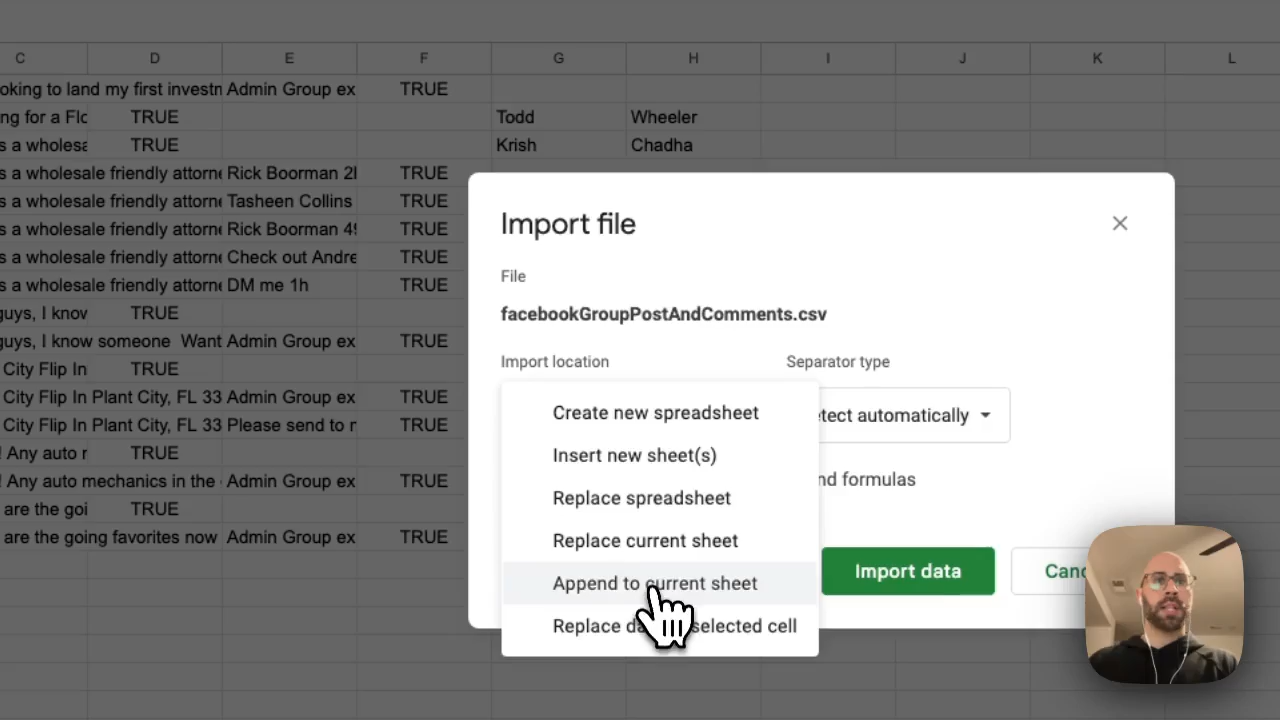 C D E F G H I J K L
oking to land my first investn Admin Group ex TRUE
ng for a Flo TRUE Todd Wheeler
s a wholesa TRUE Krish Chadha
s a wholesale friendly attorne Rick Boorman 2h TRUE
s a wholesale friendly attorne Tasheen Collins TRUE
s a wholesale friendly attorne Rick Boorman 49 TRUE
s a wholesale friendly attorne Check out Andre TRUE
s a wholesale friendly attorne DM me 1h TRUE
guys, I know TRUE
guys, I know someone Want Admin Group ex TRUE
City Flip In TRUE
City Flip In Plant City, FL 33 Admin Group ex TRUE
City Flip In Plant City, FL 33 Please send to n TRUE
! Any auto r TRUE
! Any auto mechanics in the Admin Group ex TRUE
are the goi TRUE
are the going favorites now Admin Group ex TRUE
Import file
File
facebookGroupPostAndComments.csv
Import location
Separator type
Create new spreadsheet
Insert new sheet(s)
Replace spreadsheet
Replace current sheet
Append to current sheet
Replace da selected cell
tect automatically
nd formulas
Import data
Canc